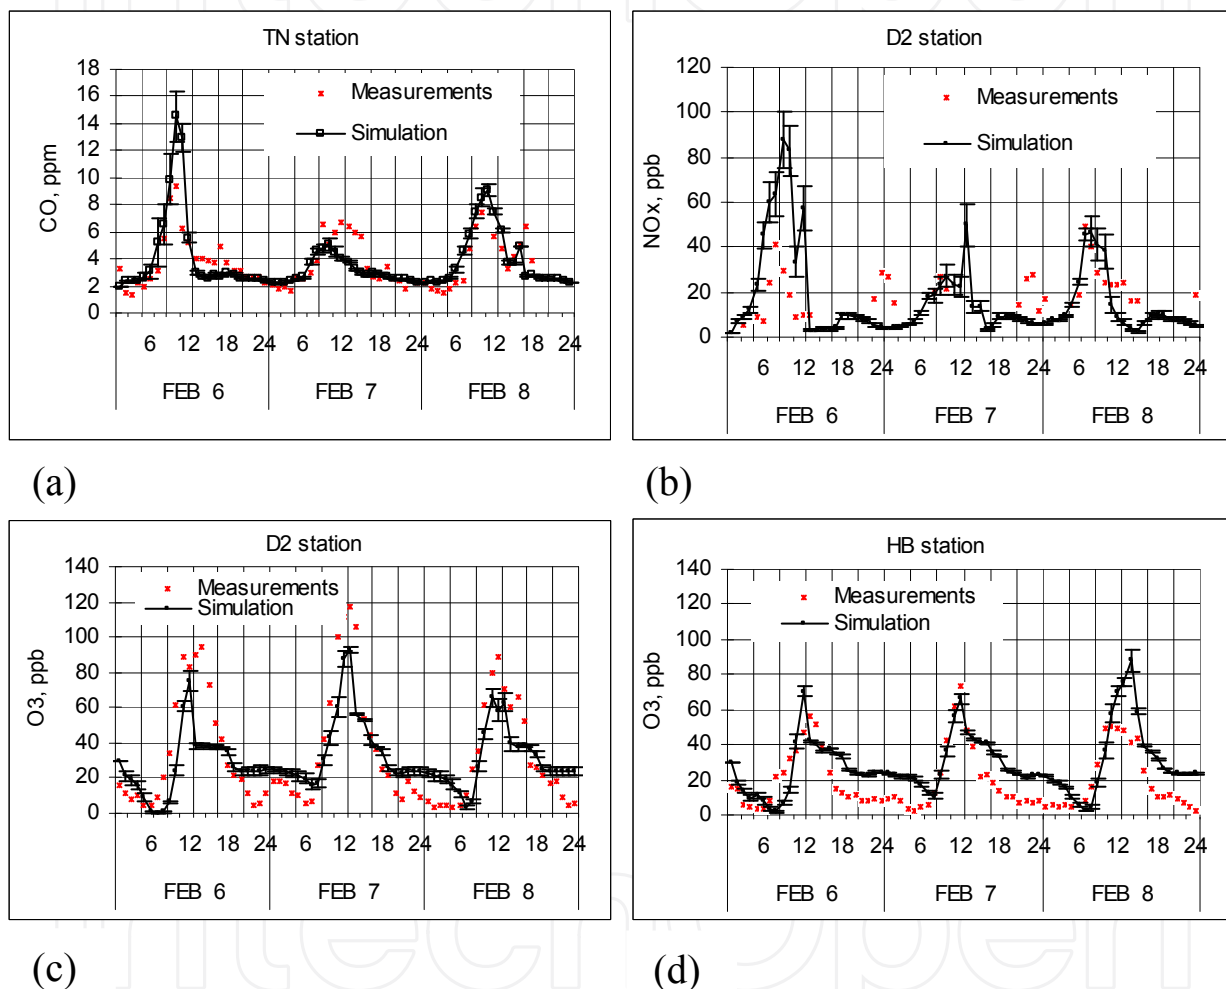 TN station
18
16
14
12
10
8
6
4
2
0
CO, ppm
Measurements
Simulation
6 12 18 24 6 12 18 24 6 12 18 24
FEB 6 FEB 7 FEB 8
(a)
D2 station
120
100
80
60
40
20
0
NOx, ppb
Measurements
Simulation
6 12 18 24 6 12 18 24 6 12 18 24
FEB 6 FEB 7 FEB 8
(b)
D2 station
140
120
100
80
60
40
20
0
O3, ppb
Measurements
Simulation
6 12 18 24 6 12 18 24 6 12 18 24
FEB 6 FEB 7 FEB 8
(c)
HB station
140
120
100
80
60
40
20
0
O3, ppb
Measurements
Simulation
6 12 18 24 6 12 18 24 6 12 18 24
FEB 6 FEB 7 FEB 8
(d)